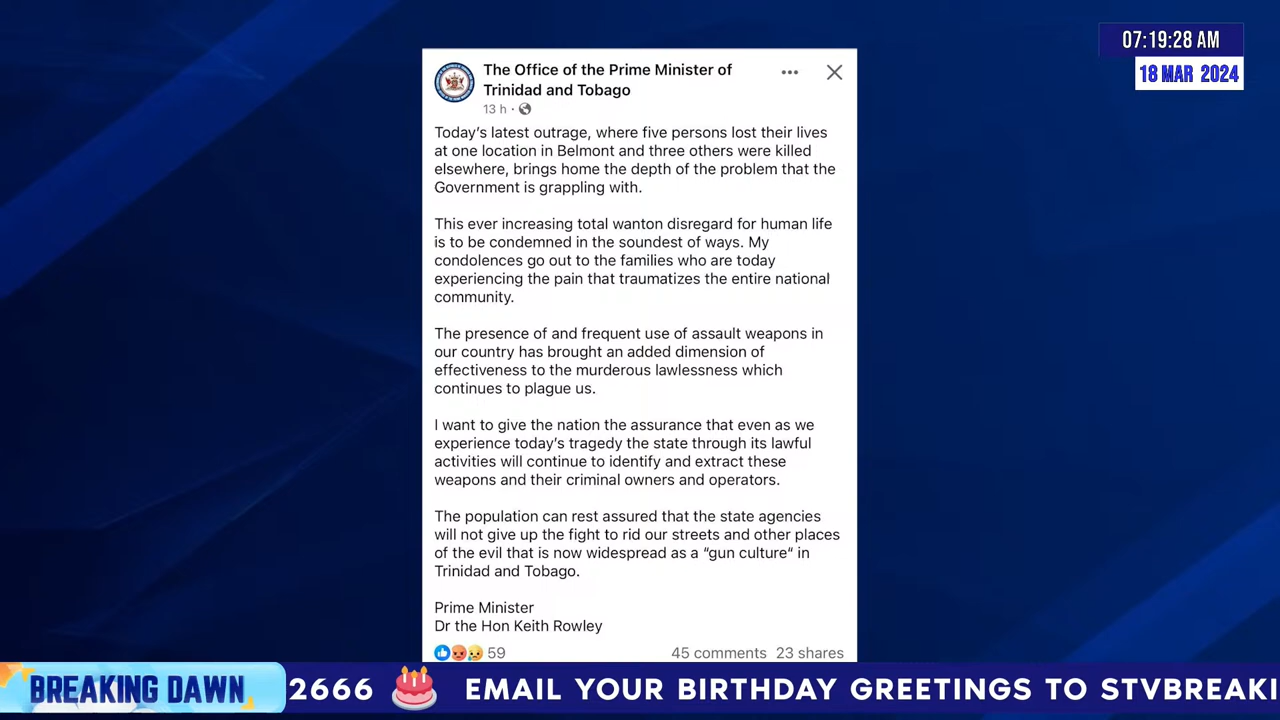 07:19:28 AM
18 MAR 2024
The Office of the Prime Minister of
Trinidad and Tobago
13 h ·
Today's latest outrage, where five persons lost their lives
at one location in Belmont and three others were killed
elsewhere, brings home the depth of the problem that the
Government is grappling with.
This ever increasing total wanton disregard for human life
is to be condemned in the soundest of ways. My
condolences go out to the families who are today
experiencing the pain that traumatizes the entire national
community.
The presence of and frequent use of assault weapons in
our country has brought an added dimension of
effectiveness to the murderous lawlessness which
continues to plague us.
I want to give the nation the assurance that even as we
experience today's tragedy the state through its lawful
activities will continue to identify and extract these
weapons and their criminal owners and operators.
The population can rest assured that the state agencies
will not give up the fight to rid our streets and other places
of the evil that is now widespread as a “gun culture“ in
Trinidad and Tobago.
Prime Minister
Dr the Hon Keith Rowley
59
45 comments 23 shares
BREAKING DAWN
2666 EMAIL YOUR BIRTHDAY GREETINGS TO STVBREAKI